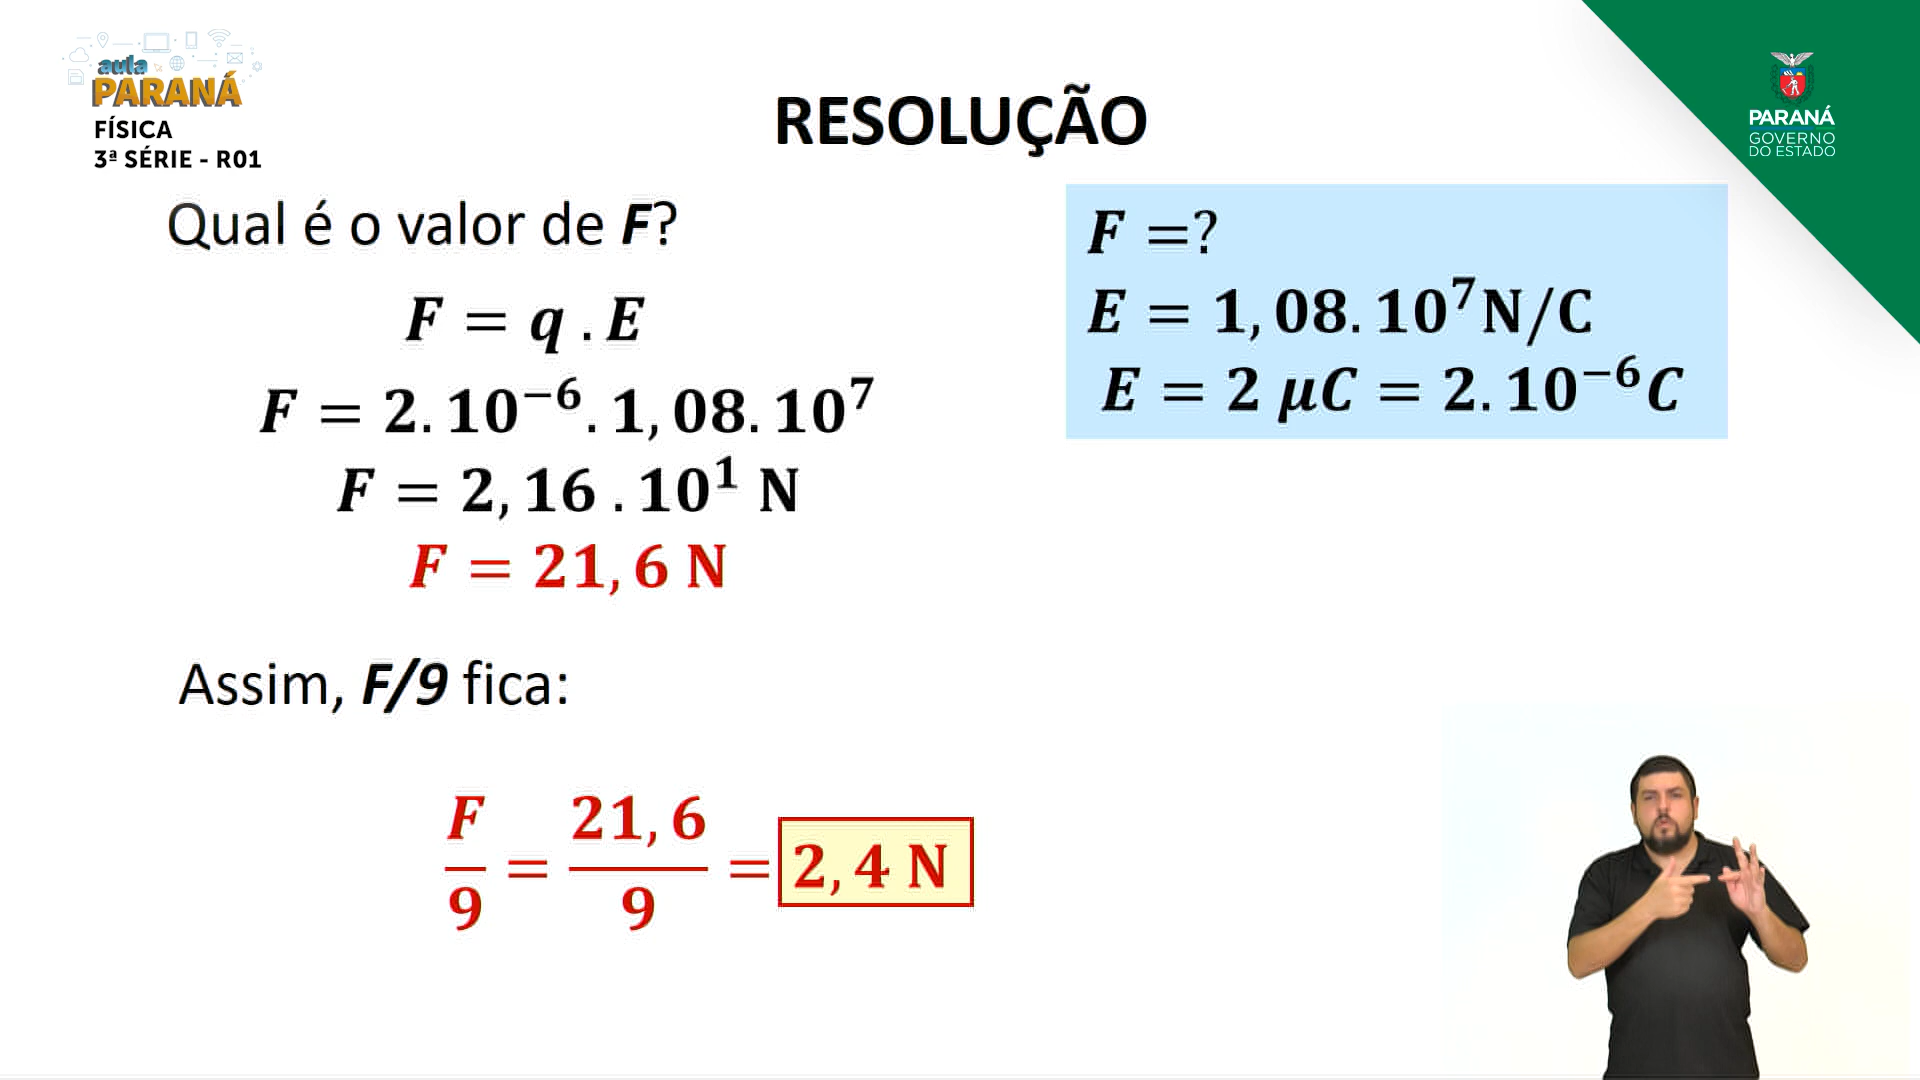 aula
PARANÁ
FÍSICA
3ª SÉRIE - R01
RESOLUÇÃO
PARANÁ
GOVERNO
DO ESTADO
Qual é o valor de F?
F = q . E
F = 2. 10⁻⁶. 1, 08. 10⁷
F = 2, 16 . 10¹ N
F = 21, 6 N
F =?
E = 1, 08. 10⁷N/C
E = 2 μC = 2. 10⁻⁶C
Assim, F/9 fica:
F/9 = 21, 6/9 = 2, 4 N